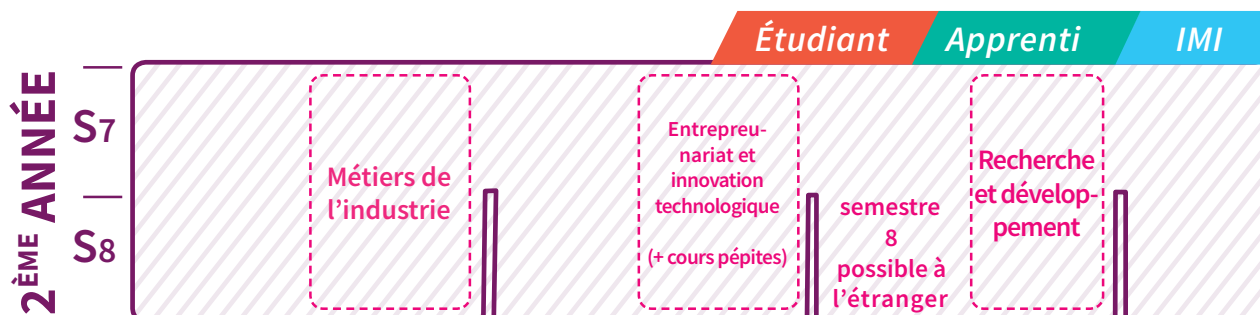 Étudiant
Apprenti
IMI
2ÈME ANNÉE
S7
S8
Métiers de
l'industrie
Entrepreu-
nariat et
innovation
technologique
(+ cours pépites)
semestre
8
possible à
l'étranger
Recherche
et dévelop-
pement